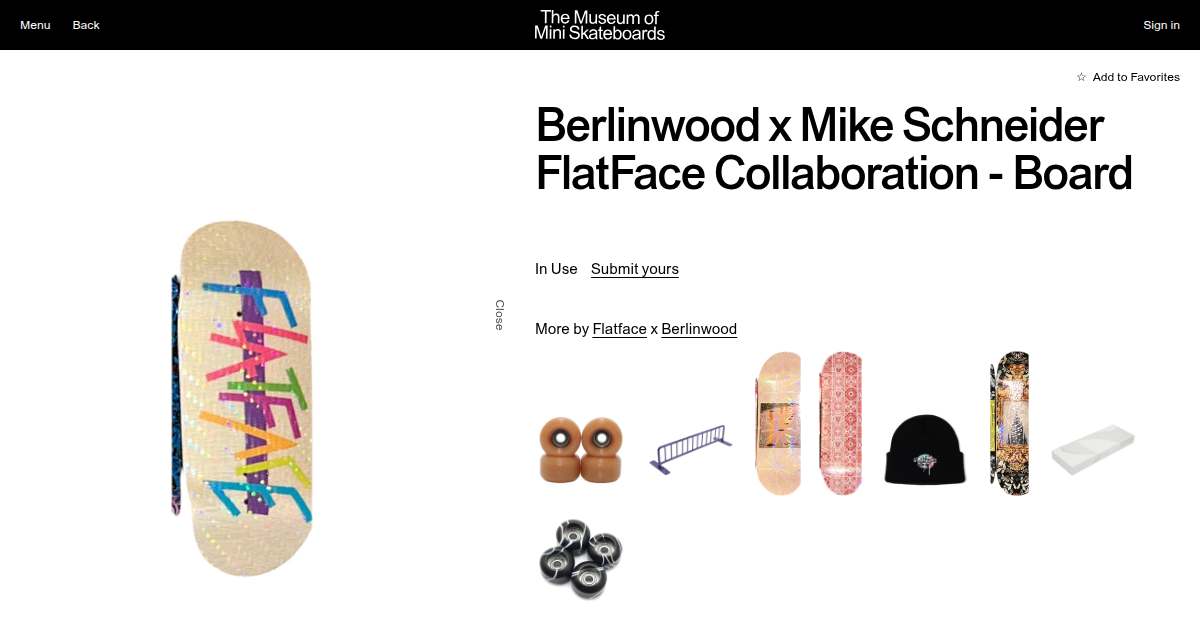 Menu Back
The Museum of
Mini Skateboards
Sign in
☆ Add to Favorites
Berlinwood x Mike Schneider
FlatFace Collaboration - Board
FLATFACE
In Use Submit yours
Close
More by Flatface x Berlinwood